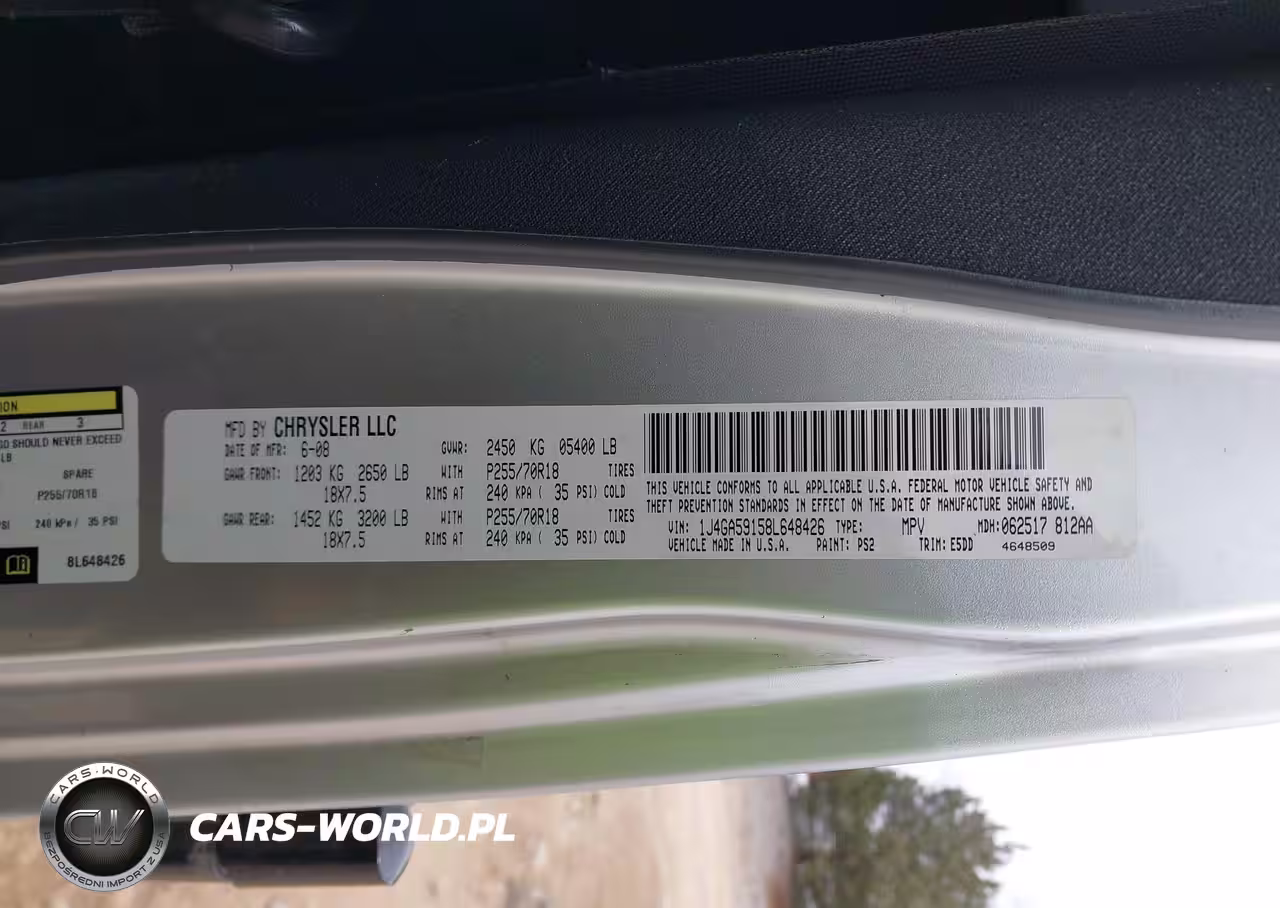 ION
2 REAR 3
GO SHOULD NEVER EXCEED
LB
SPARE
P255/70R18
PSI 240 kPa / 35 PSI
8L648426
MFD BY CHRYSLER LLC
DATE OF MFR: 6-08 GVWR: 2450 KG 05400 LB
GAWR FRONT: 1203 KG 2650 LB WITH P255/70R18 TIRES
18X7.5 RIMS AT 240 KPA ( 35 PSI) COLD
GAWR REAR: 1452 KG 3200 LB WITH P255/70R18 TIRES
18X7.5 RIMS AT 240 KPA ( 35 PSI) COLD
THIS VEHICLE CONFORMS TO ALL APPLICABLE U.S.A. FEDERAL MOTOR VEHICLE SAFETY AND
THEFT PREVENTION STANDARDS IN EFFECT ON THE DATE OF MANUFACTURE SHOWN ABOVE.
VIN: 1J4GA59158L648426 TYPE: MPV MDH: 062517 812AA
VEHICLE MADE IN U.S.A. PAINT: PS2 TRIM: E5DD 4648509
CARS-WORLD
CW
BEZPOŚREDNI IMPORT Z USA
CARS-WORLD.PL